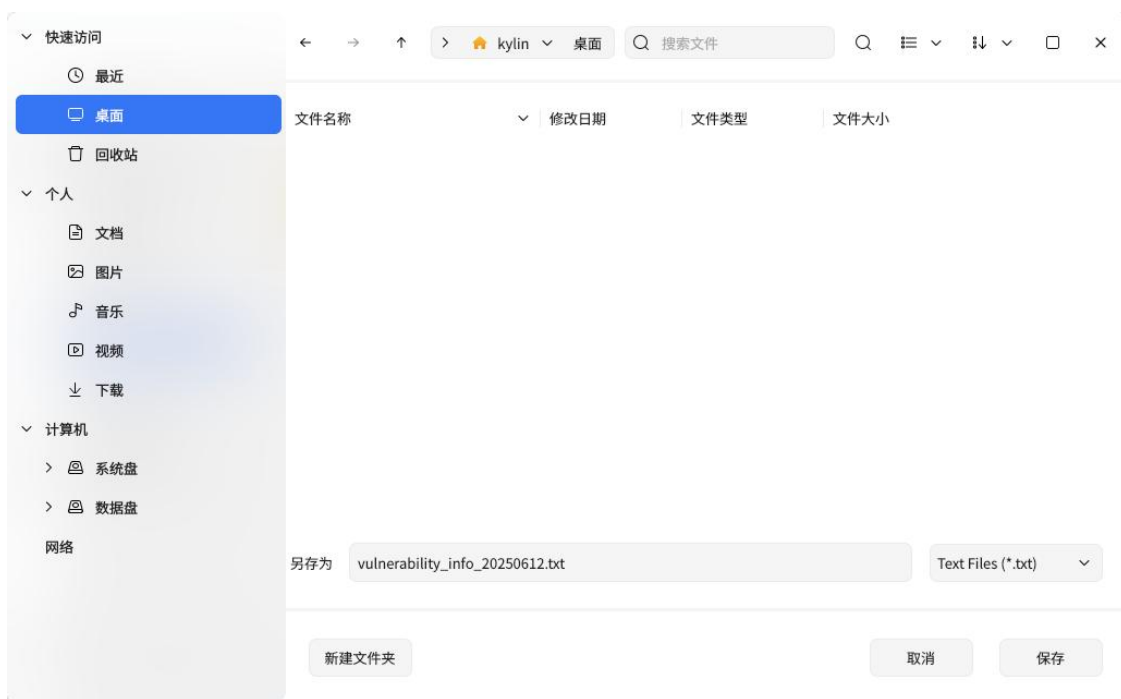 快速访问
最近
桌面
回收站
个人
文档
图片
音乐
视频
下载
计算机
系统盘
数据盘
网络
kylin 桌面 搜索文件
文件名称 修改日期 文件类型 文件大小
另存为 vulnerability_info_20250612.txt Text Files (*.txt)
新建文件夹 取消 保存